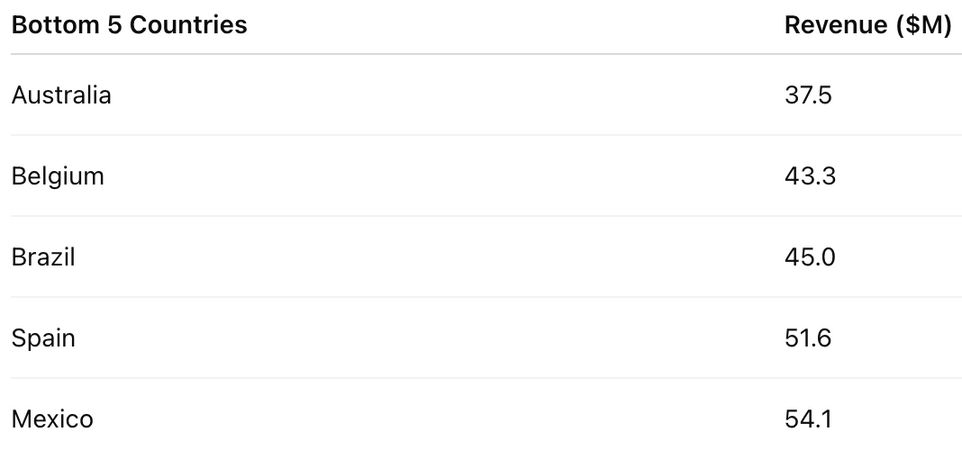 Bottom 5 Countries Revenue ($M)
Australia 37.5
Belgium 43.3
Brazil 45.0
Spain 51.6
Mexico 54.1